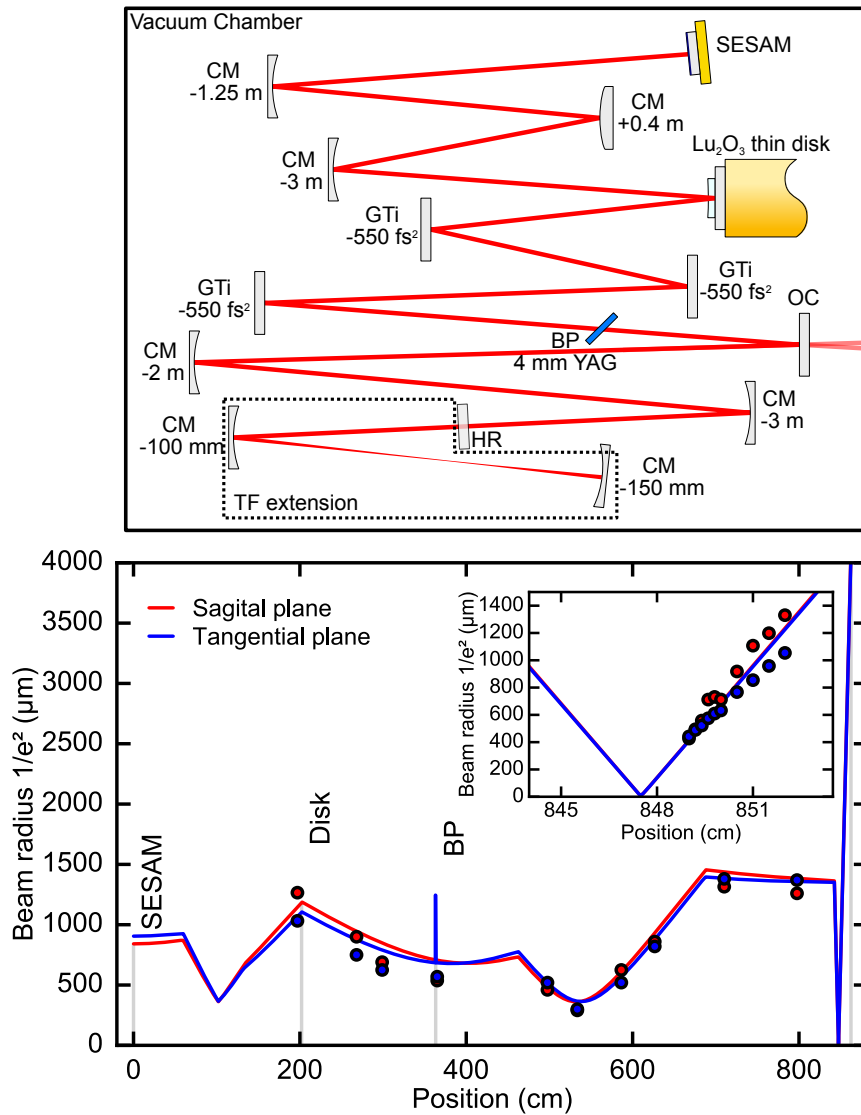 Vacuum Chamber
SESAM
CM
-1.25 m
CM
+0.4 m
Lu₂O₃ thin disk
CM
-3 m
GTi
-550 fs²
GTi
-550 fs²
GTi
-550 fs²
OC
BP
4 mm YAG
CM
-2 m
CM
-3 m
CM
-100 mm
HR
CM
-150 mm
TF extension
Beam radius 1/e² (μm)
4000
3500
3000
2500
2000
1500
1000
500
0
Sagital plane
Tangential plane
SESAM
Disk
BP
Beam radius 1/e² (μm)
1400
1200
1000
800
600
400
200
0
845 848 851
Position (cm)
0 200 400 600 800
Position (cm)